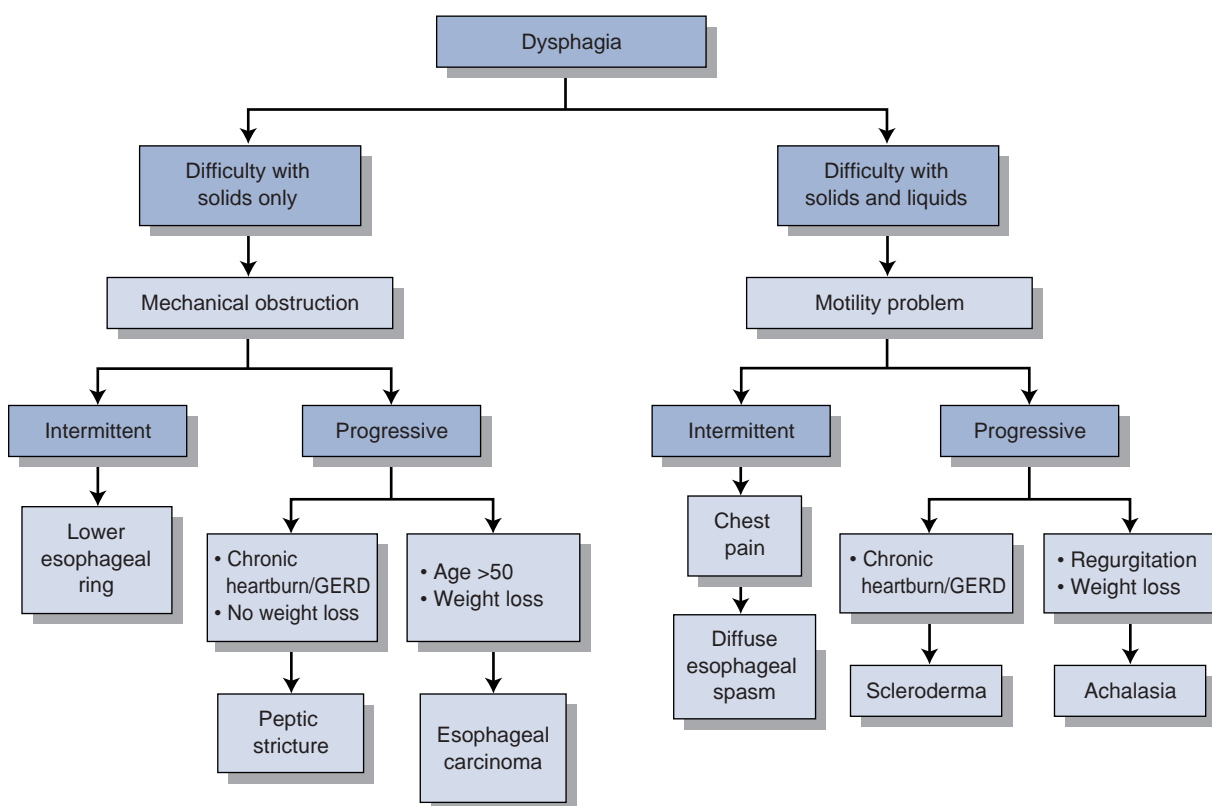 Dysphagia
Difficulty with
solids only
Difficulty with
solids and liquids
Mechanical obstruction
Motility problem
Intermittent
Progressive
Intermittent
Progressive
Lower
esophageal
ring
• Chronic
heartburn/GERD
• No weight loss
• Age >50
• Weight loss
Chest
pain
• Chronic
heartburn/GERD
• Regurgitation
• Weight loss
Peptic
stricture
Esophageal
carcinoma
Diffuse
esophageal
spasm
Scleroderma
Achalasia